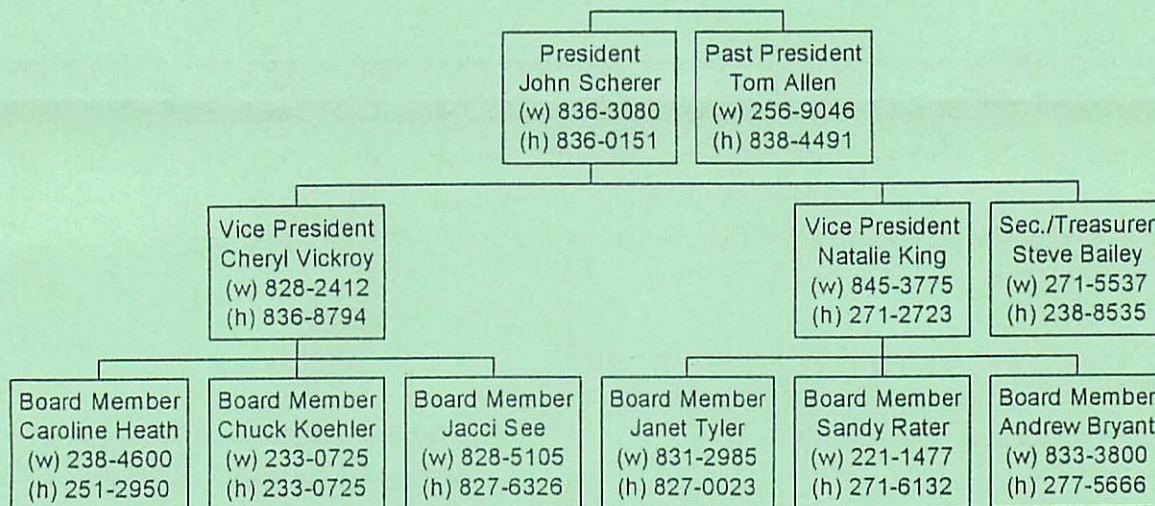 President
John Scherer
(w) 836-3080
(h) 836-0151
Past President
Tom Allen
(w) 256-9046
(h) 838-4491
Vice President
Cheryl Vickroy
(w) 828-2412
(h) 836-8794
Vice President
Natalie King
(w) 845-3775
(h) 271-2723
Sec./Treasurer
Steve Bailey
(w) 271-5537
(h) 238-8535
Board Member
Caroline Heath
(w) 238-4600
(h) 251-2950
Board Member
Chuck Koehler
(w) 233-0725
(h) 233-0725
Board Member
Jacci See
(w) 828-5105
(h) 827-6326
Board Member
Janet Tyler
(w) 831-2985
(h) 827-0023
Board Member
Sandy Rater
(w) 221-1477
(h) 271-6132
Board Member
Andrew Bryant
(w) 833-3800
(h) 277-5666